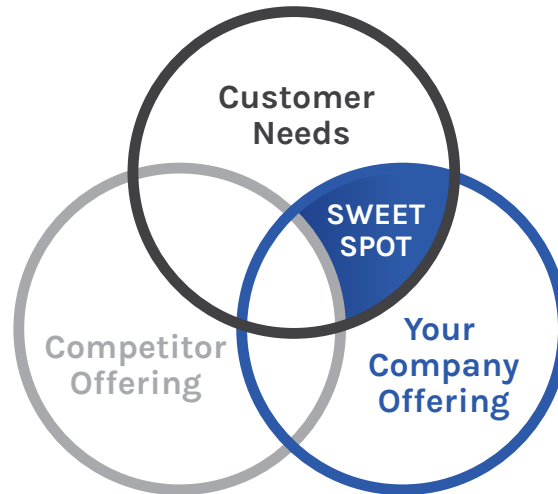 Customer
Needs
SWEET
SPOT
Competitor
Offering
Your
Company
Offering